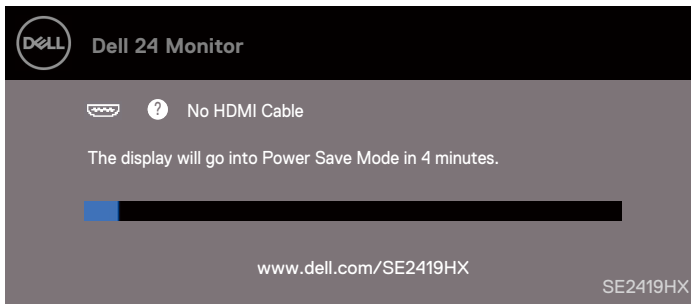 DELL
Dell 24 Monitor
? No HDMI Cable
The display will go into Power Save Mode in 4 minutes.
www.dell.com/SE2419HX
SE2419HX